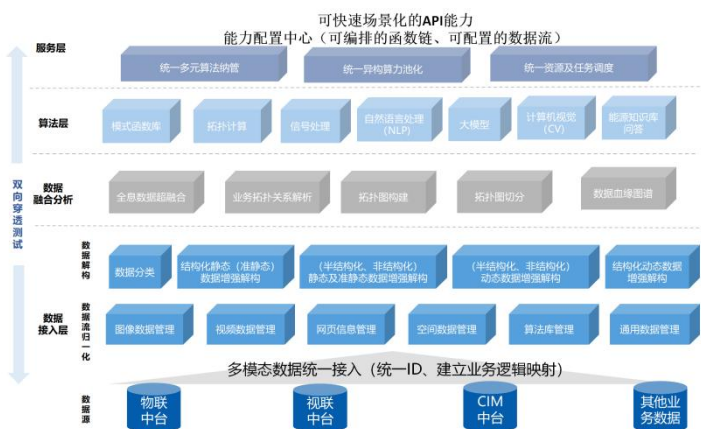 可快速场景化的API能力
能力配置中心（可编排的函数链、可配置的数据流）
服务层
统一多元算法纳管
统一异构算力池化
统一资源及任务调度
算法层
模式函数库
拓扑计算
信号处理
自然语言处理
(NLP)
大模型
计算机视觉
(CV)
能源知识库
问答
双向穿透测试
数据
融合分析
全息数据超融合
业务拓扑关系解析
拓扑图构建
拓扑图切分
数据血缘图谱
数据解构
数据分类
结构化静态（准静态）
数据增强解构
（半结构化、非结构化）
静态及准静态数据增强解构
（半结构化、非结构化）
动态数据增强解构
结构化动态数据
增强解构
数据
接入层
数据流归一化
图像数据管理
视频数据管理
网页信息管理
空间数据管理
算法库管理
通用数据管理
多模态数据统一接入（统一ID、建立业务逻辑映射）
数据源
物联
中台
视联
中台
CIM
中台
其他业
务数据